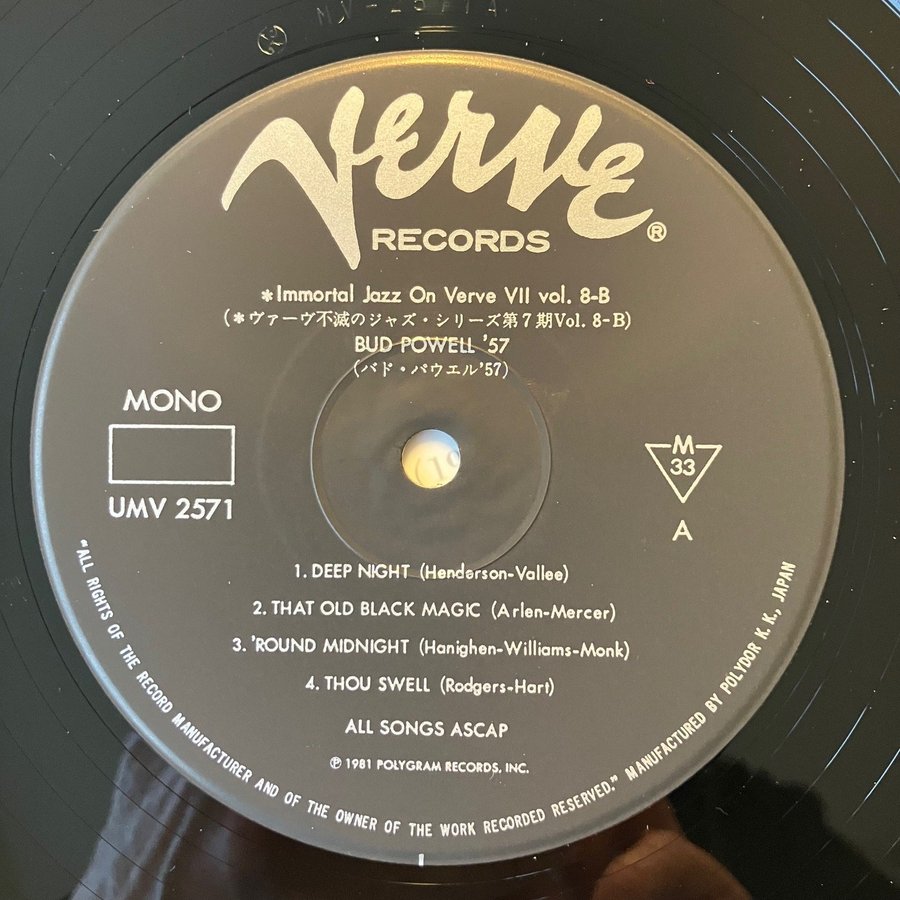 MV-2571A
Verve
RECORDS ®
*Immortal Jazz On Verve VII vol. 8-B
(*ヴァーヴ不滅のジャズ・シリーズ第7期Vol. 8-B)
BUD POWELL '57
(バド・パウエル'57)
MONO
UMV 2571
M
33
A
1. DEEP NIGHT (Henderson-Vallee)
2. THAT OLD BLACK MAGIC (Arlen-Mercer)
3. 'ROUND MIDNIGHT (Hanighen-Williams-Monk)
4. THOU SWELL (Rodgers-Hart)
ALL SONGS ASCAP
℗ 1981 POLYGRAM RECORDS, INC.
"ALL RIGHTS OF THE RECORD MANUFACTURER AND OF THE OWNER OF THE WORK RECORDED RESERVED." MANUFACTURED BY POLYDOR K. K., JAPAN